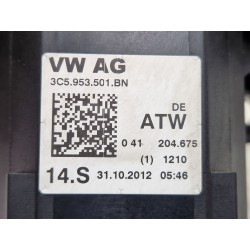 VW AG
3C5.953.501.BN
DE
ATW
0 41 204.675
(1) 1210
14.S 31.10.2012 05:46